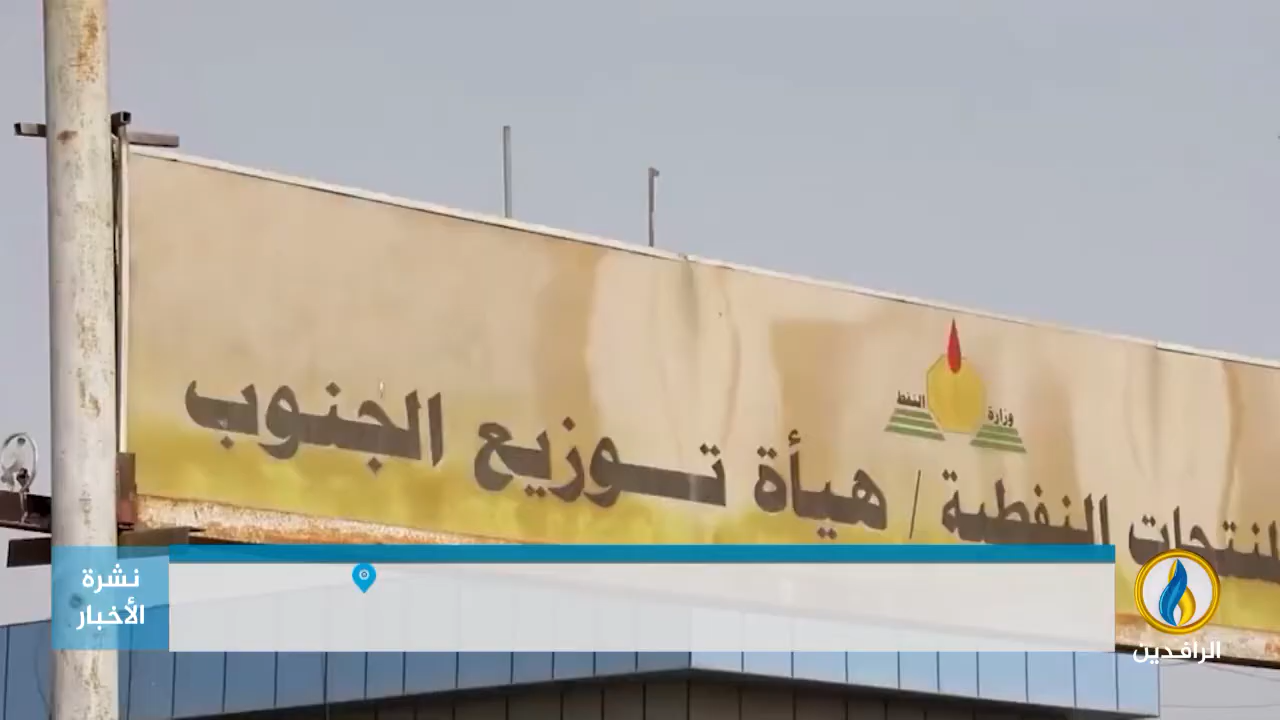 وزارة النفط
المنتجات النفطية / هيأة توزيع الجنوب
نشرة
الأخبار
الرافدين